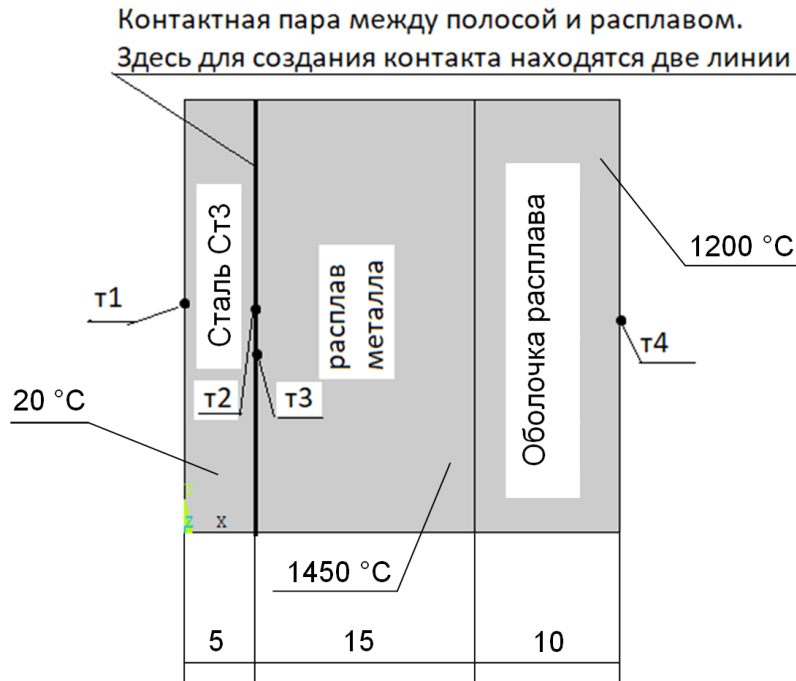 Контактная пара между полосой и расплавом.
Здесь для создания контакта находятся две линии
Сталь Ст3
расплав
металла
Оболочка расплава
1200 °C
т1
т4
т2
т3
20 °C
Y
Z
X
1450 °C
5
15
10